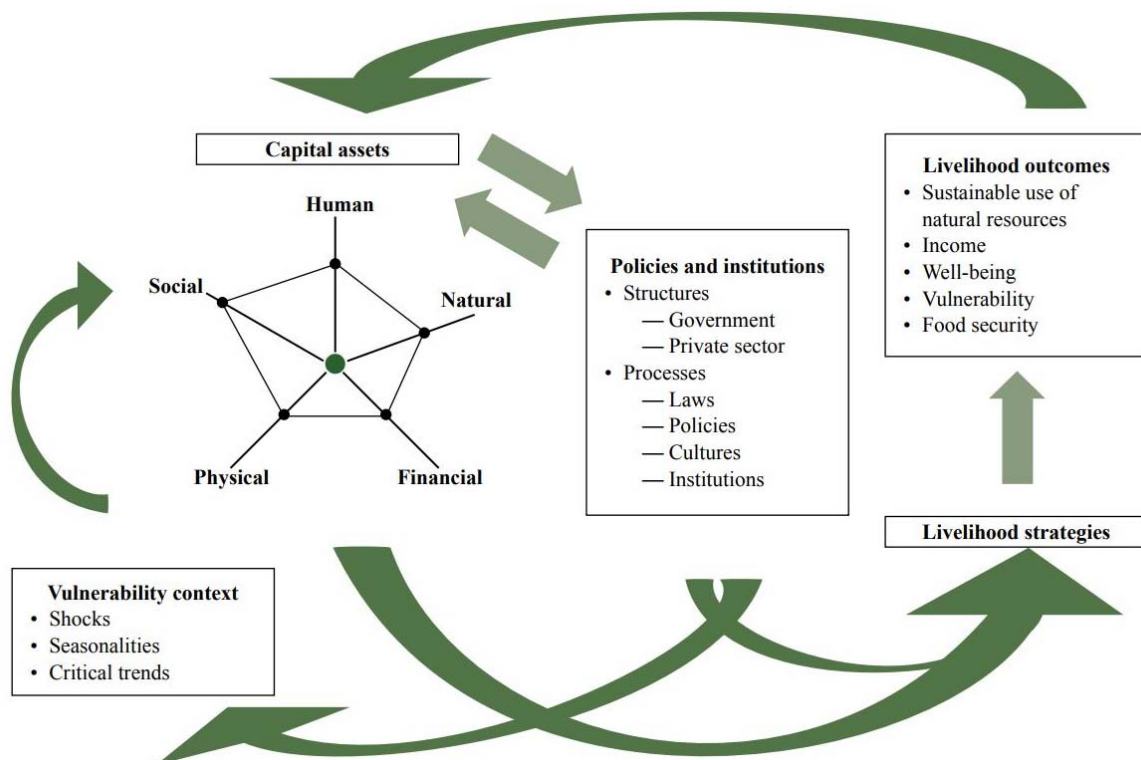 Capital assets
Human
Social
Natural
Physical
Financial
Policies and institutions
• Structures
— Government
— Private sector
• Processes
— Laws
— Policies
— Cultures
— Institutions
Livelihood outcomes
• Sustainable use of
natural resources
• Income
• Well-being
• Vulnerability
• Food security
Livelihood strategies
Vulnerability context
• Shocks
• Seasonalities
• Critical trends